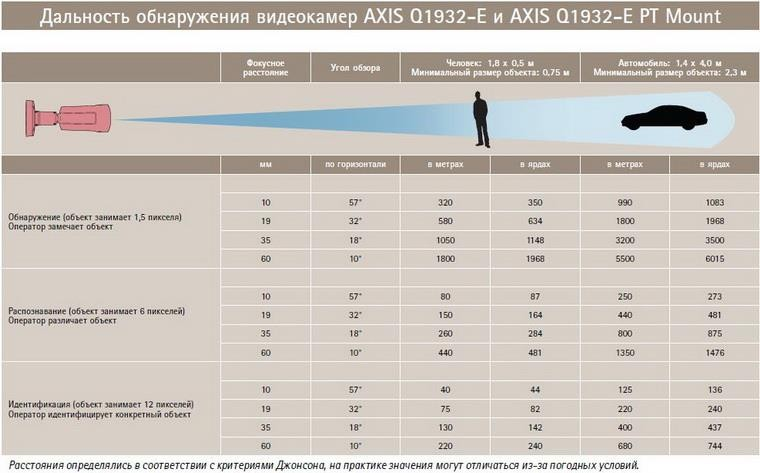 Дальность обнаружения видеокамер AXIS Q1932-E и AXIS Q1932-E PT Mount
Фокусное расстояние Угол обзора Человек: 1,8 x 0,5 м Минимальный размер объекта: 0,75 м Автомобиль: 1,4 x 4,0 м Минимальный размер объекта: 2,3 м
мм по горизонтали в метрах в ярдах в метрах в ярдах
Обнаружение (объект занимает 1,5 пикселя)
Оператор замечает объект
10 57° 320 350 990 1083
19 32° 580 634 1800 1968
35 18° 1050 1148 3200 3500
60 10° 1800 1968 5500 6015
Распознавание (объект занимает 6 пикселей)
Оператор различает объект
10 57° 80 87 250 273
19 32° 150 164 440 481
35 18° 260 284 800 875
60 10° 440 481 1350 1476
Идентификация (объект занимает 12 пикселей)
Оператор идентифицирует конкретный объект
10 57° 40 44 125 136
19 32° 75 82 220 240
35 18° 130 142 400 437
60 10° 220 240 680 744
Расстояния определялись в соответствии с критериями Джонсона, на практике значения могут отличаться из-за погодных условий.